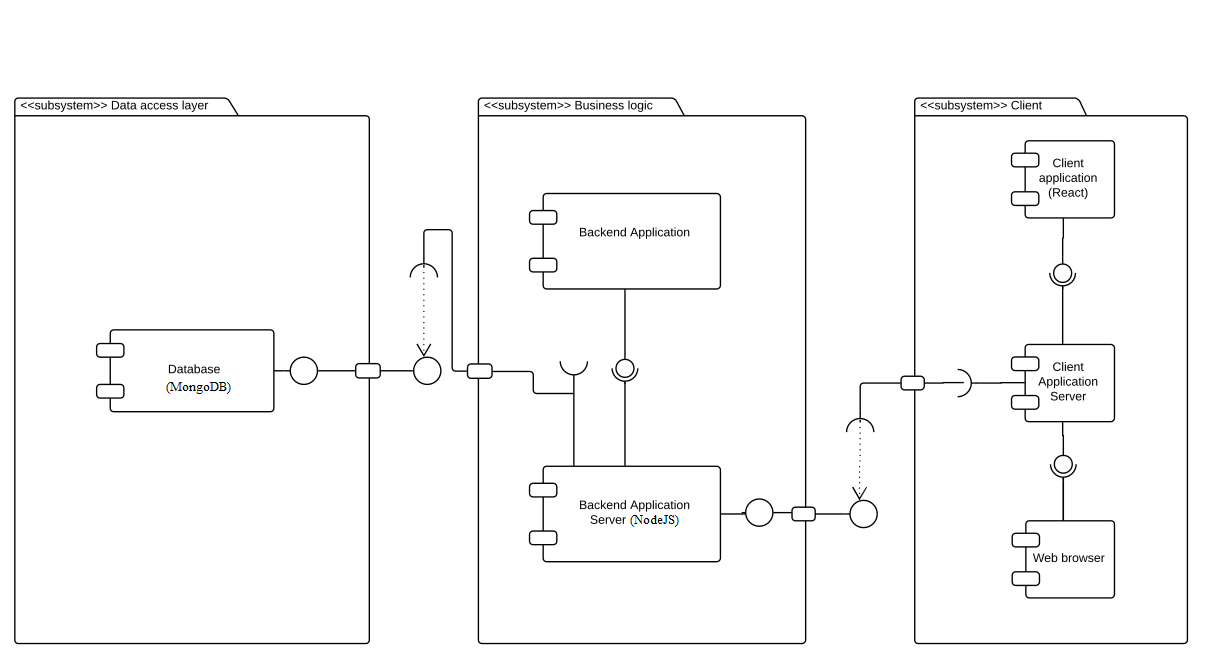 <<subsystem>> Data access layer
<<subsystem>> Business logic
<<subsystem>> Client
Client
application
(React)
Backend Application
Database
(MongoDB)
Client
Application
Server
Backend Application
Server (NodeJS)
Web browser